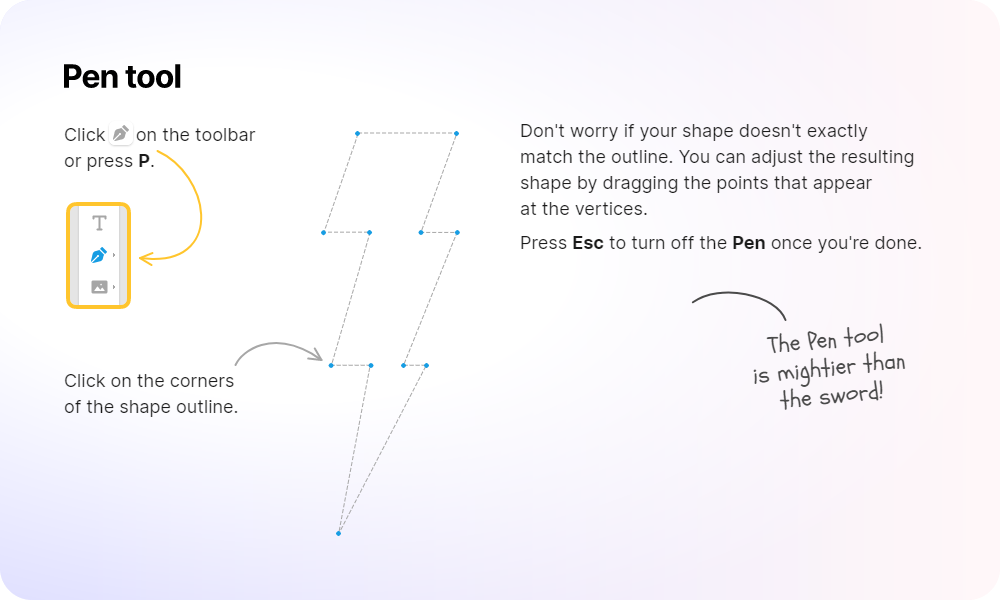 Pen tool
Click on the toolbar
or press P.
T
Click on the corners
of the shape outline.
Don't worry if your shape doesn't exactly
match the outline. You can adjust the resulting
shape by dragging the points that appear
at the vertices.
Press Esc to turn off the Pen once you're done.
The Pen tool
is mightier than
the sword!